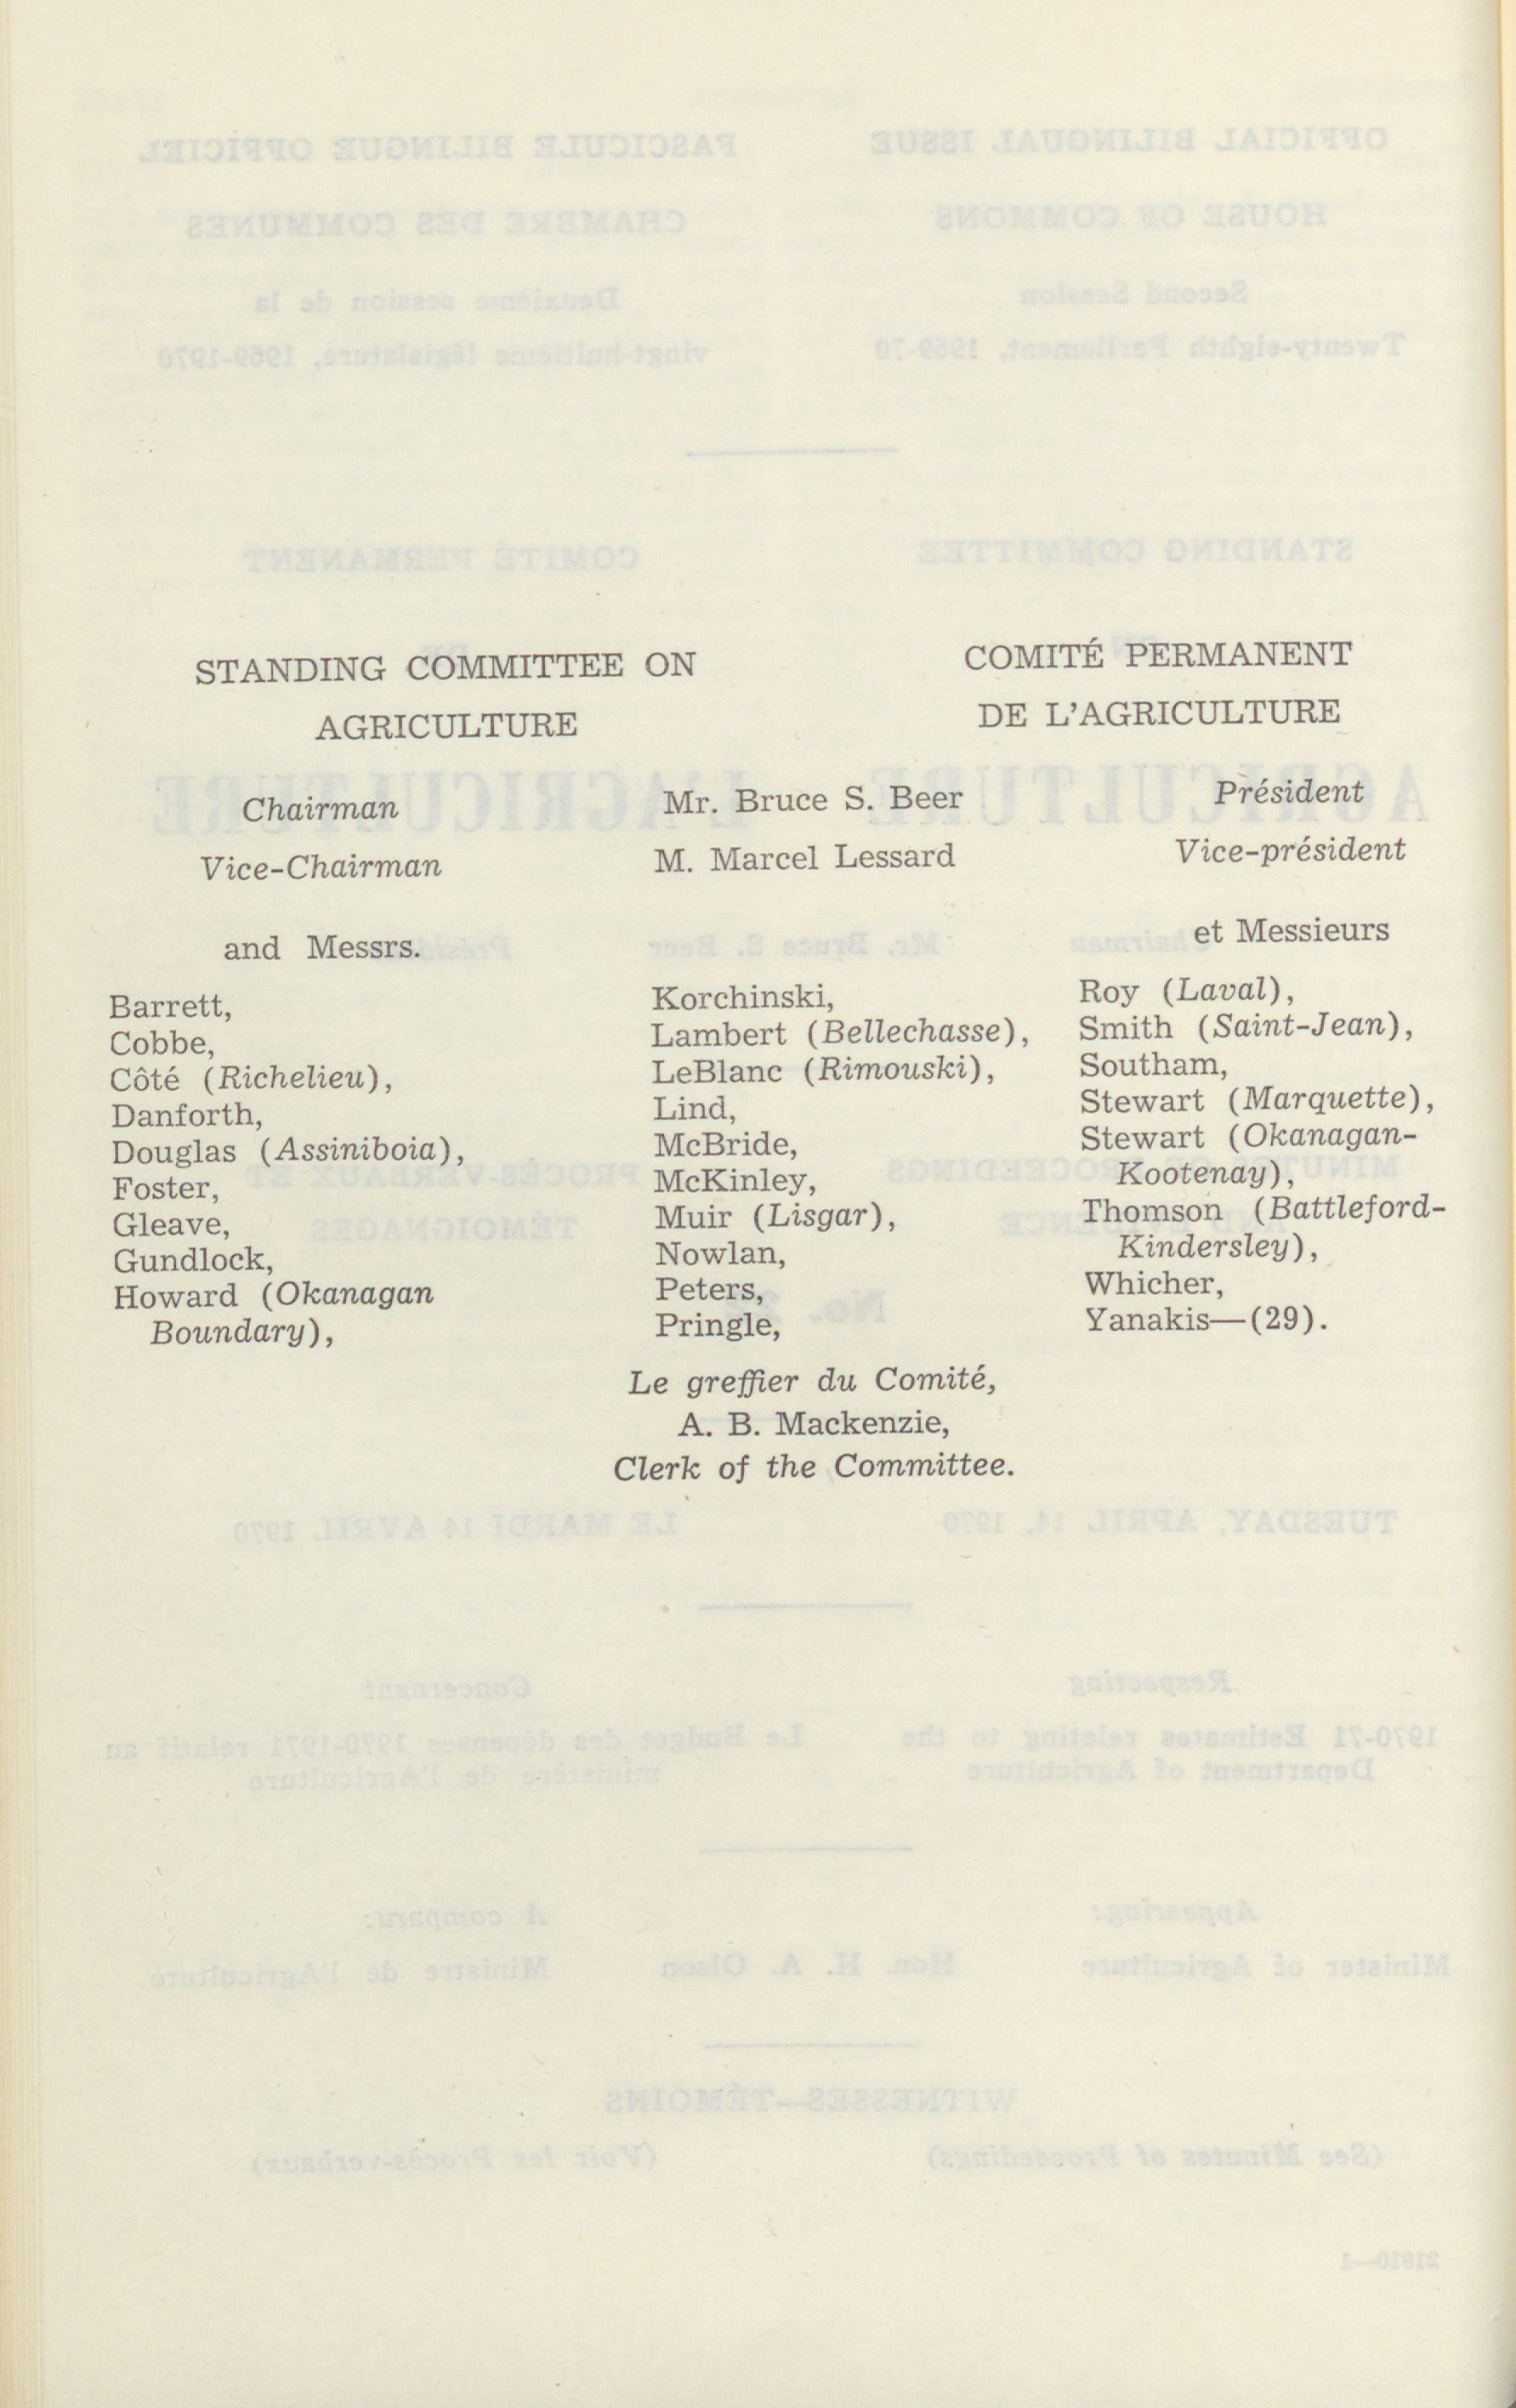 STANDING COMMITTEE ON
AGRICULTURE
COMITÉ PERMANENT
DE L'AGRICULTURE
Chairman Mr. Bruce S. Beer Président
Vice-Chairman M. Marcel Lessard Vice-président
and Messrs.
et Messieurs
Barrett,
Cobbe,
Côté (Richelieu),
Danforth,
Douglas (Assiniboia),
Foster,
Gleave,
Gundlock,
Howard (Okanagan
Boundary),
Korchinski,
Lambert (Bellechasse),
LeBlanc (Rimouski),
Lind,
McBride,
McKinley,
Muir (Lisgar),
Nowlan,
Peters,
Pringle,
Roy (Laval),
Smith (Saint-Jean),
Southam,
Stewart (Marquette),
Stewart (Okanagan-
Kootenay),
Thomson (Battleford-
Kindersley),
Whicher,
Yanakis—(29).
Le greffier du Comité,
A. B. Mackenzie,
Clerk of the Committee.